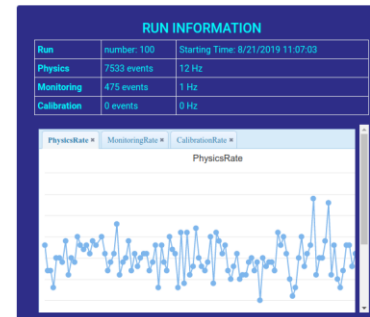 RUN INFORMATION
Run number: 100 Starting Time: 8/21/2019 11:07:03
Physics 7533 events 12 Hz
Monitoring 475 events 1 Hz
Calibration 0 events 0 Hz
PhysicsRate × MonitoringRate × CalibrationRate ×
PhysicsRate